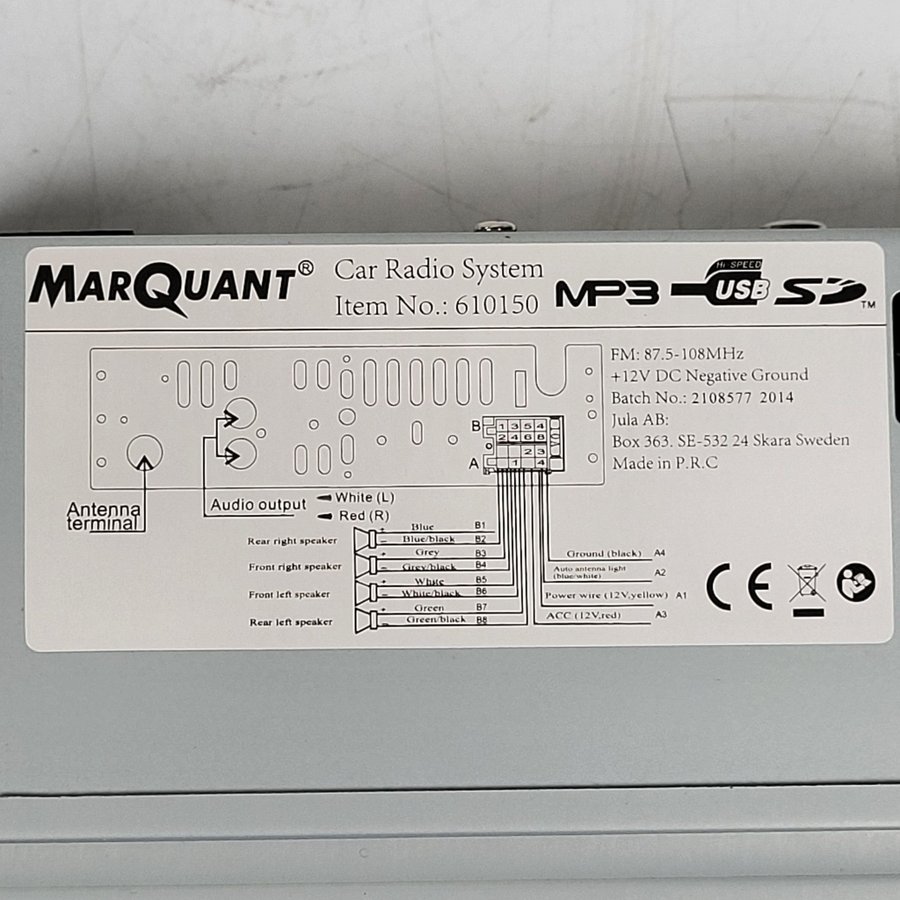 MARQUANT®
Car Radio System
Item No.: 610150
MP3
HI SPEED
USB
SD
TM
FM: 87.5-108MHz
+12V DC Negative Ground
Batch No.: 2108577 2014
Jula AB:
Box 363. SE-532 24 Skara Sweden
Made in P.R.C
B
1 3 5 4
2 4 6 8
2 3
A
1 4
Antenna
terminal
Audio output
White (L)
Red (R)
Rear right speaker
+ Blue B1
- Blue/black B2
Front right speaker
+ Grey B3
- Grey/black B4
Front left speaker
+ White B5
- White/black B6
Rear left speaker
+ Green B7
- Green/black B8
Ground (black) A4
Auto antenna light
(blue/white) A2
Power wire (12V,yellow) A1
ACC (12V,red) A3
CE